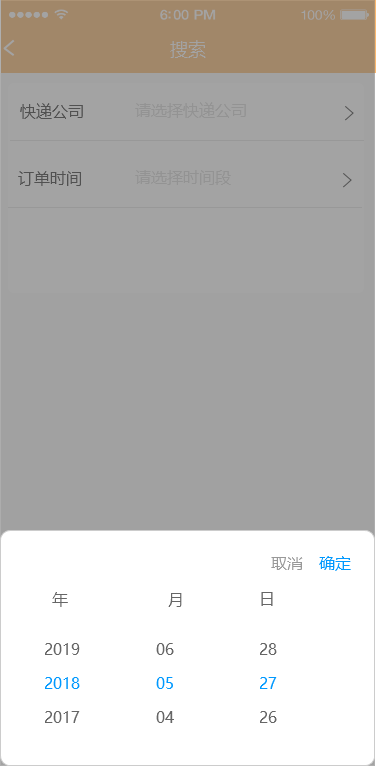 6:00 PM 100%
搜索
快递公司 请选择快递公司
订单时间 请选择时间段
取消 确定
年 月 日
2019 06 28
2018 05 27
2017 04 26